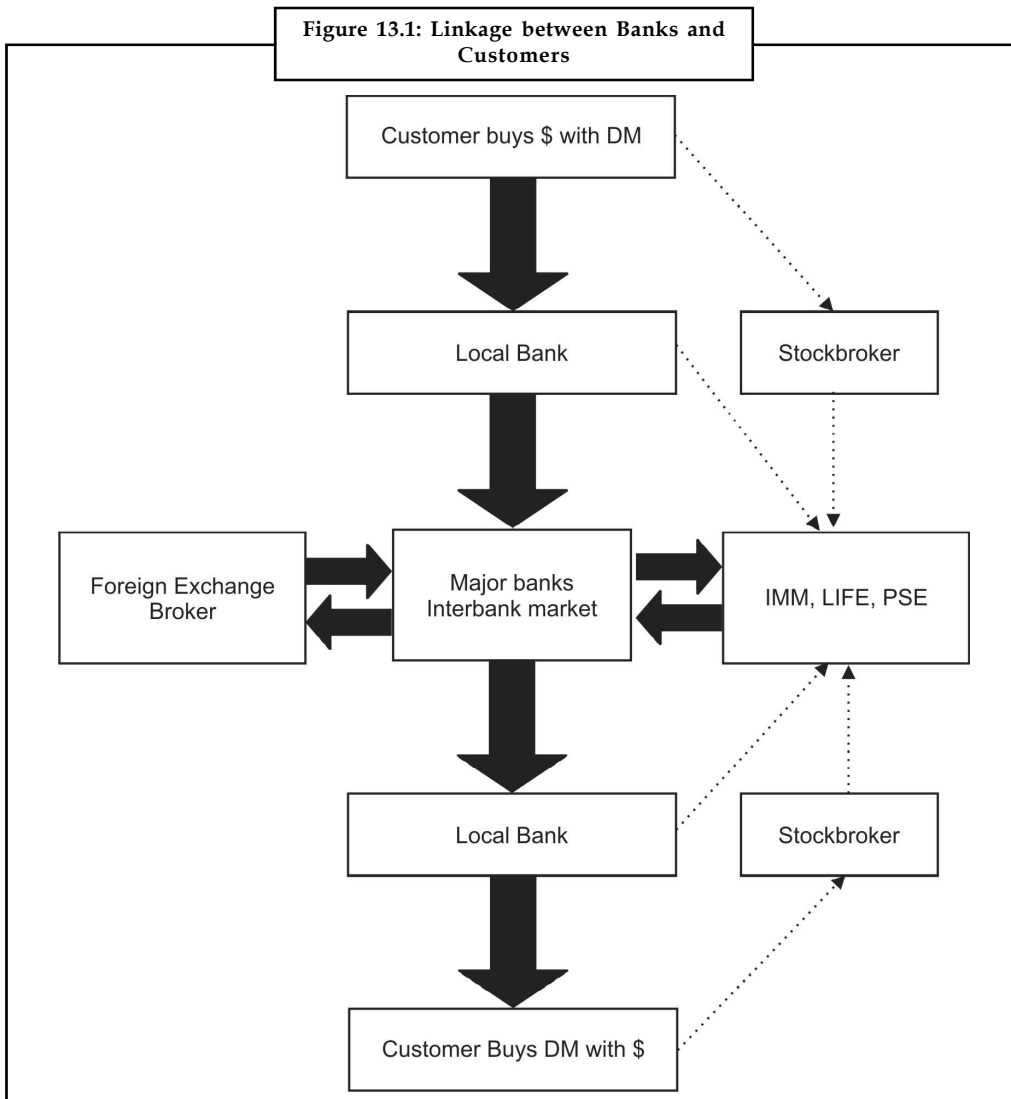 Figure 13.1: Linkage between Banks and
Customers
Customer buys $ with DM
Local Bank
Stockbroker
Foreign Exchange
Broker
Major banks
Interbank market
IMM, LIFE, PSE
Local Bank
Stockbroker
Customer Buys DM with $